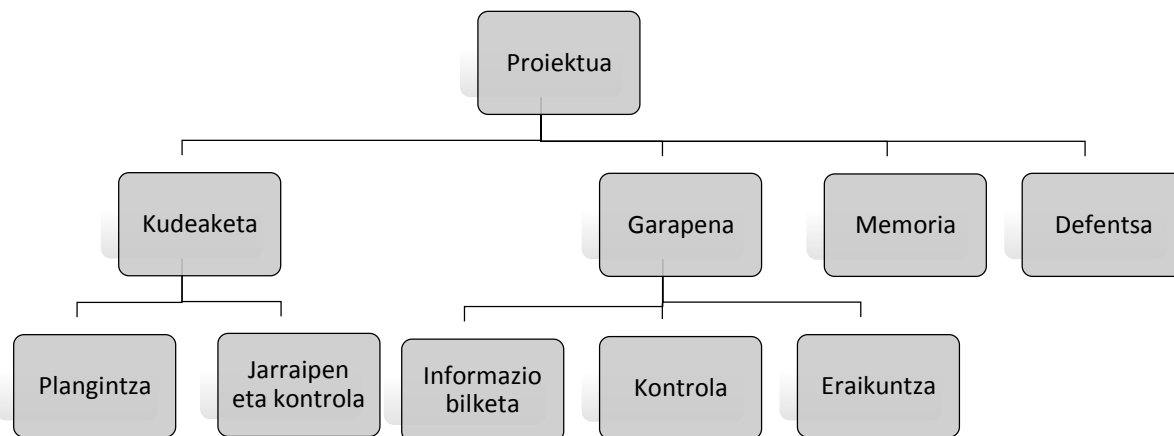 Proiektua
Kudeaketa
Garapena
Memoria
Defentsa
Plangintza
Jarraipen
eta kontrola
Informazio
bilketa
Kontrola
Eraikuntza